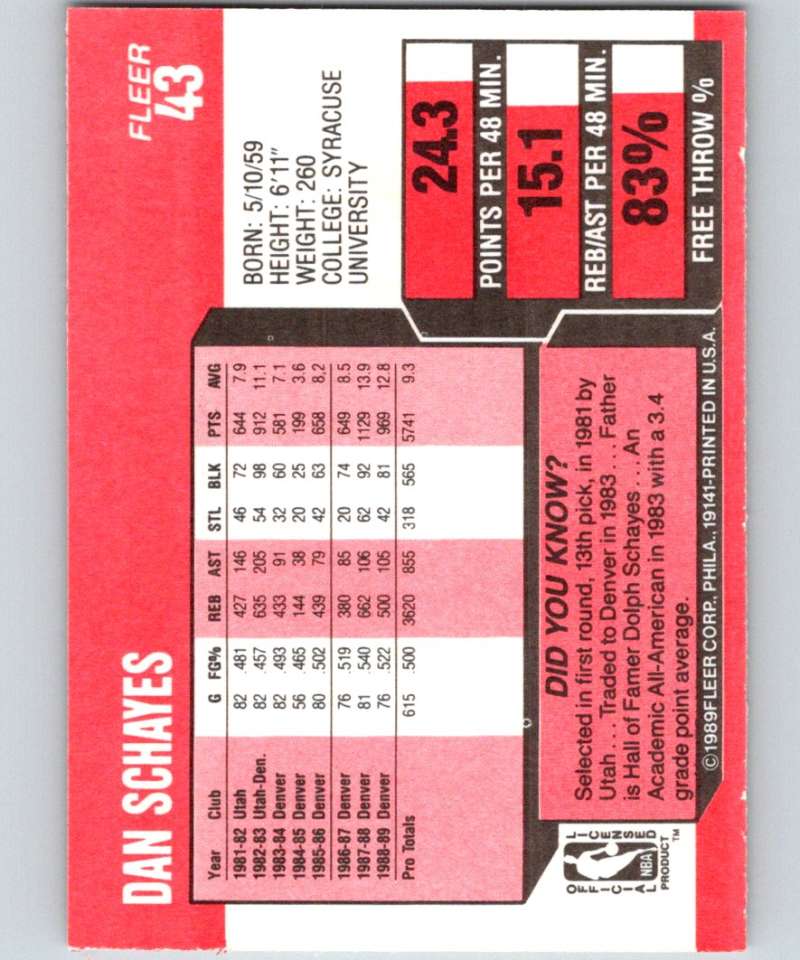 DAN SCHAYES
FLEER
43
BORN: 5/10/59
HEIGHT: 6'11"
WEIGHT: 260
COLLEGE: SYRACUSE
UNIVERSITY
Year Club G FG% REB AST STL BLK PTS AVG
1981-82 Utah 82 .481 427 146 46 72 644 7.9
1982-83 Utah-Den. 82 .457 635 205 54 98 912 11.1
1983-84 Denver 82 .493 433 91 32 60 581 7.1
1984-85 Denver 56 .465 144 38 20 25 199 3.6
1985-86 Denver 80 .502 439 79 42 63 658 8.2
1986-87 Denver 76 .519 380 85 20 74 649 8.5
1987-88 Denver 81 .540 662 106 62 92 1129 13.9
1988-89 Denver 76 .522 500 105 42 81 969 12.8
Pro Totals 615 .500 3620 855 318 565 5741 9.3
24.3
POINTS PER 48 MIN.
15.1
REB/AST PER 48 MIN.
83%
FREE THROW %
DID YOU KNOW?
Selected in first round, 13th pick, in 1981 by
Utah . . . Traded to Denver in 1983 . . . Father
is Hall of Famer Dolph Schayes . . . An
Academic All-American in 1983 with a 3.4
grade point average.
OFFICIAL LICENSED
NBA
PRODUCT™
©1989FLEER CORP., PHILA., 19141-PRINTED IN U.S.A.